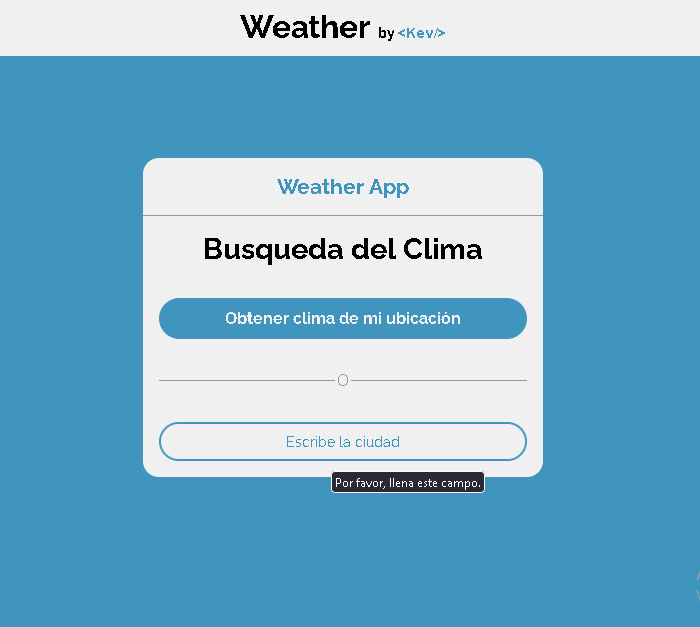 Weather by <Kev/>
Weather App
Busqueda del Clima
Obtener clima de mi ubicación
O
Escribe la ciudad
Por favor, llena este campo.